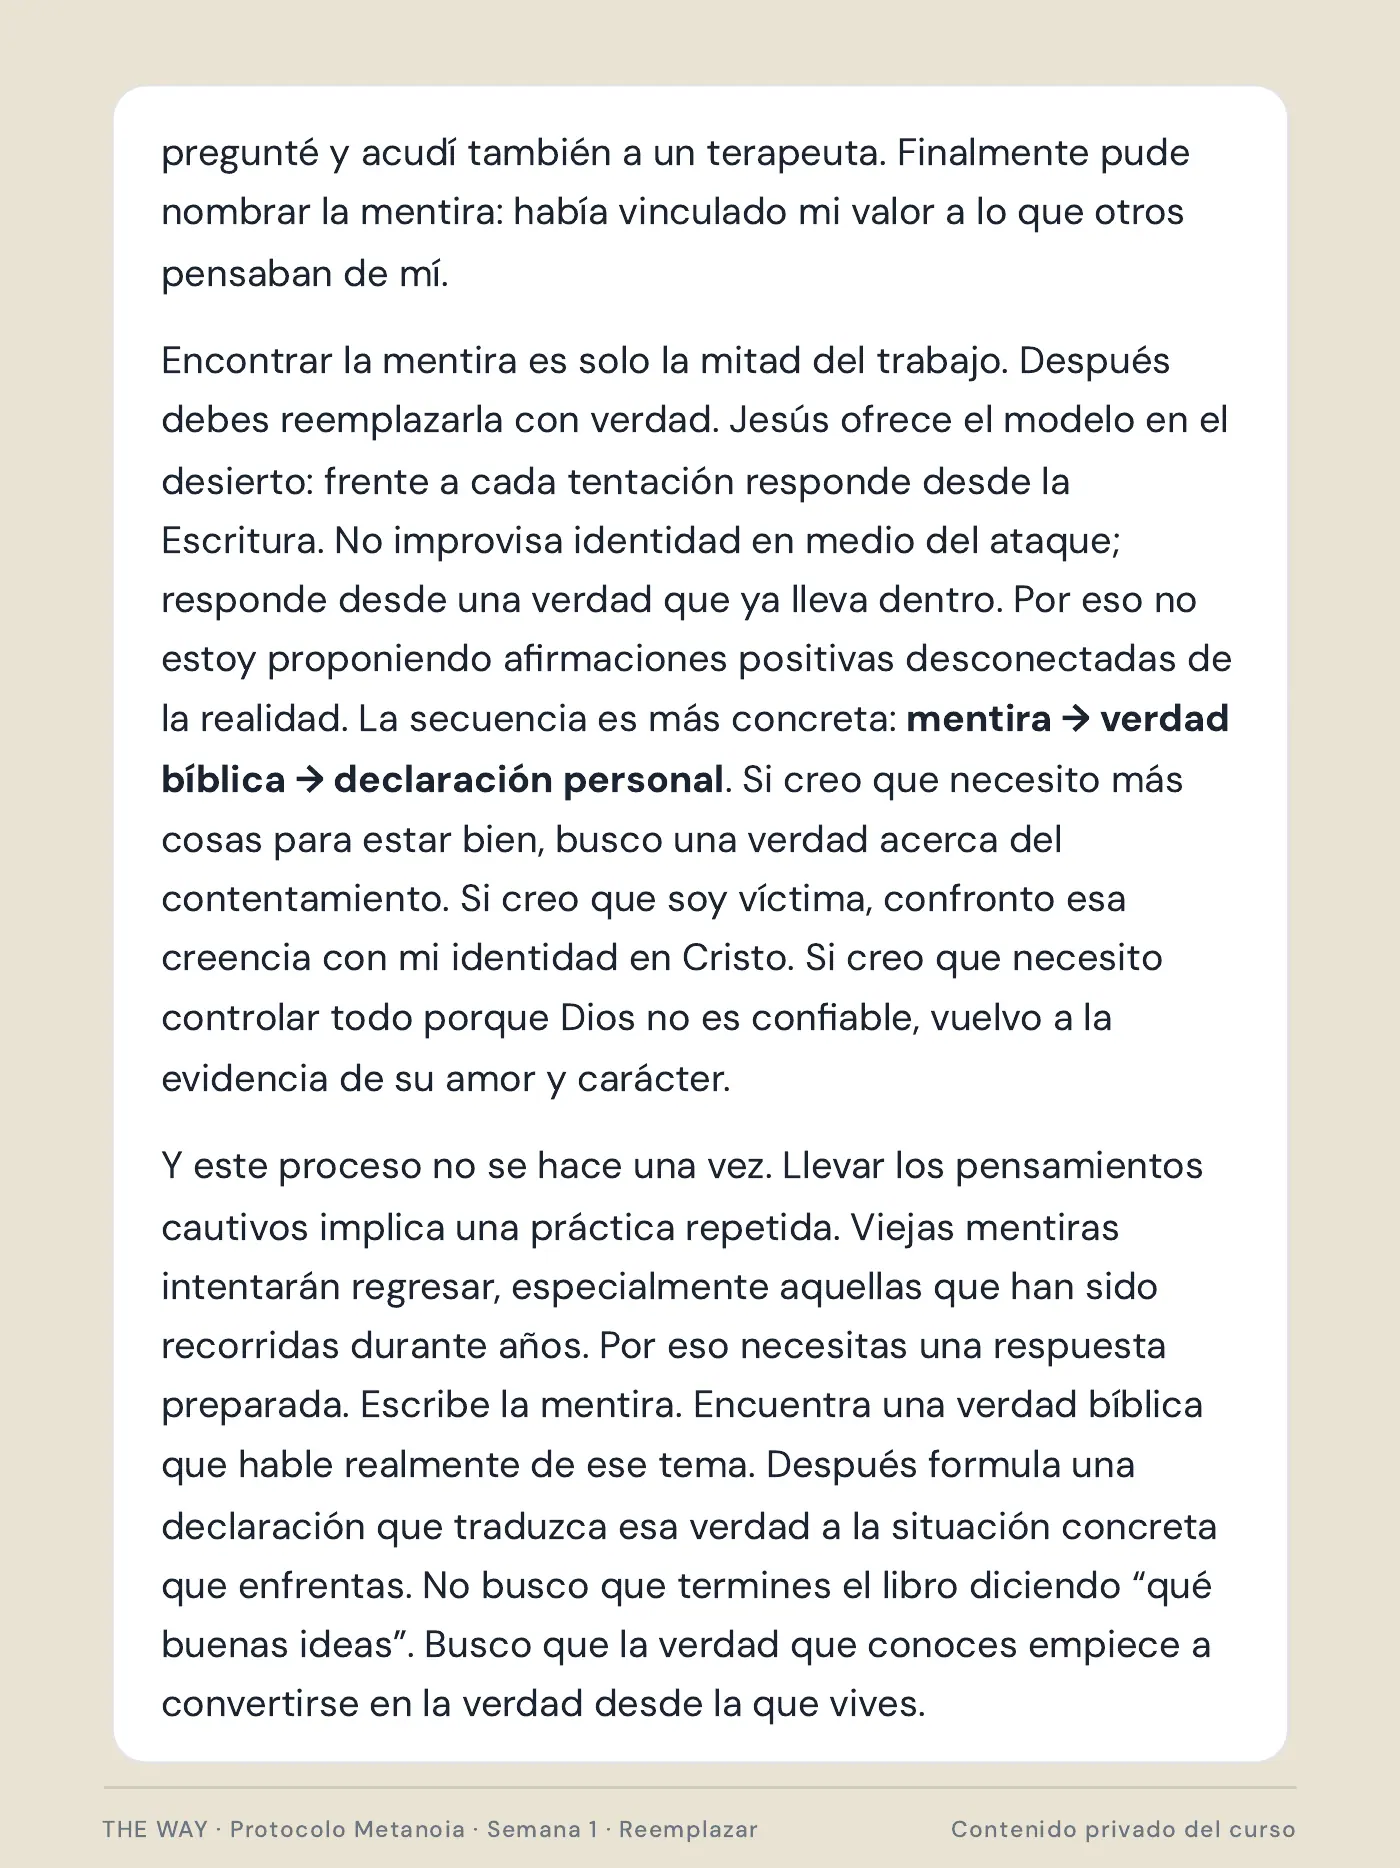 pregunté y acudí también a un terapeuta. Finalmente pude
nombrar la mentira: había vinculado mi valor a lo que otros
pensaban de mí.
Encontrar la mentira es solo la mitad del trabajo. Después
debes reemplazarla con verdad. Jesús ofrece el modelo en el
desierto: frente a cada tentación responde desde la
Escritura. No improvisa identidad en medio del ataque;
responde desde una verdad que ya lleva dentro. Por eso no
estoy proponiendo afirmaciones positivas desconectadas de
la realidad. La secuencia es más concreta: mentira → verdad
bíblica → declaración personal. Si creo que necesito más
cosas para estar bien, busco una verdad acerca del
contentamiento. Si creo que soy víctima, confronto esa
creencia con mi identidad en Cristo. Si creo que necesito
controlar todo porque Dios no es confiable, vuelvo a la
evidencia de su amor y carácter.
Y este proceso no se hace una vez. Llevar los pensamientos
cautivos implica una práctica repetida. Viejas mentiras
intentarán regresar, especialmente aquellas que han sido
recorridas durante años. Por eso necesitas una respuesta
preparada. Escribe la mentira. Encuentra una verdad bíblica
que hable realmente de ese tema. Después formula una
declaración que traduzca esa verdad a la situación concreta
que enfrentas. No busco que termines el libro diciendo “qué
buenas ideas”. Busco que la verdad que conoces empiece a
convertirse en la verdad desde la que vives.
THE WAY · Protocolo Metanoia · Semana 1 · Reemplazar
Contenido privado del curso